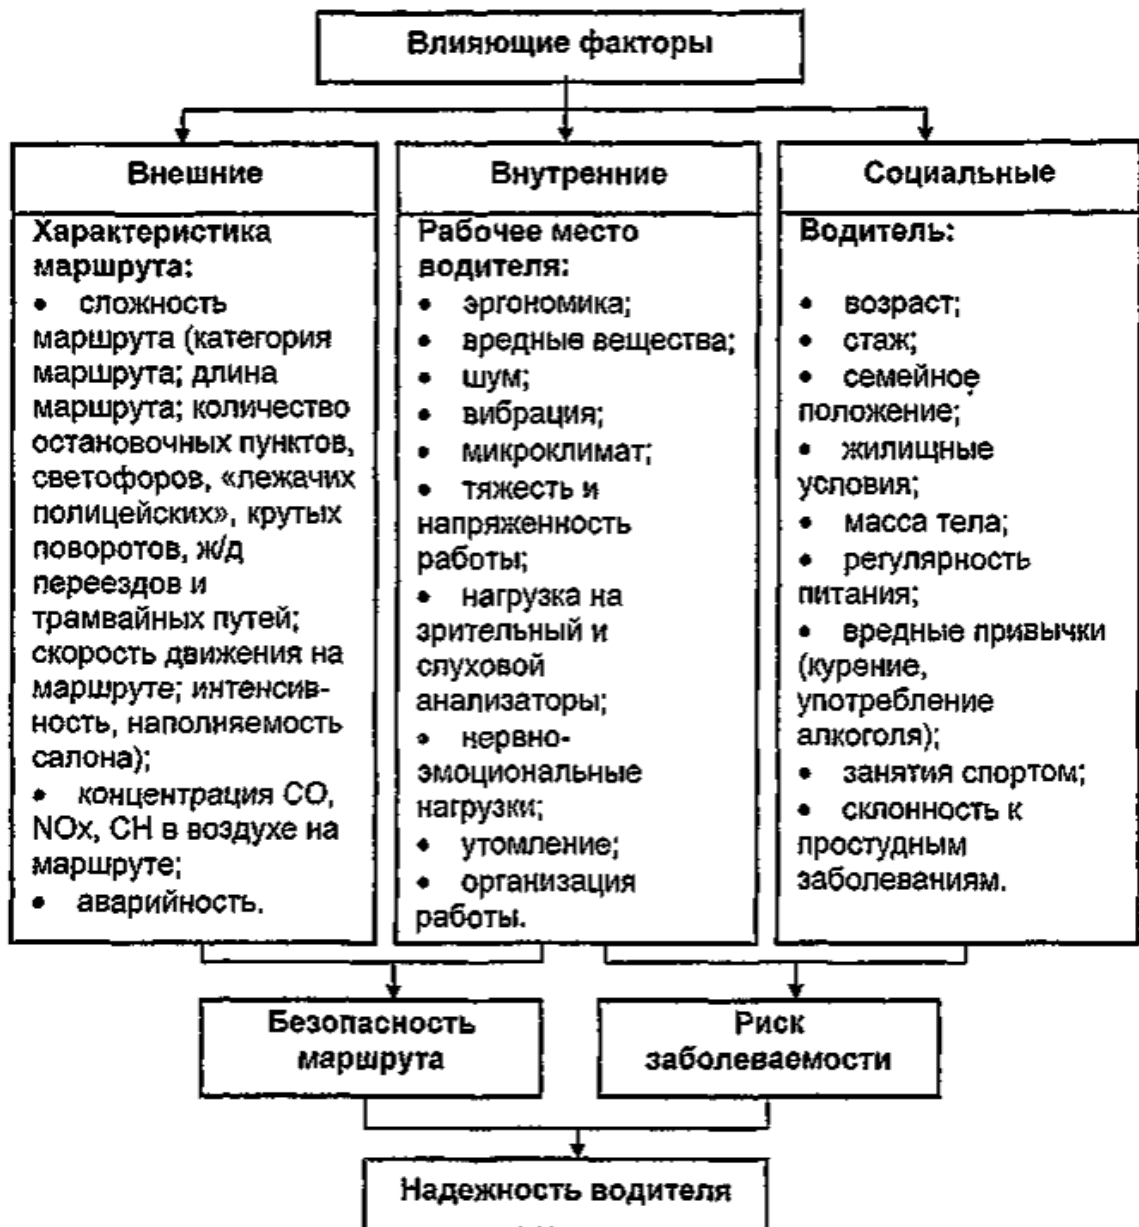 Влияющие факторы
Внешние
Характеристика
маршрута:
• сложность
маршрута (категория
маршрута; длина
маршрута; количество
остановочных пунктов,
светофоров, «лежачих
полицейских», крутых
поворотов, ж/д
переездов и
трамвайных путей;
скорость движения на
маршруте; интенсив-
ность, наполняемость
салона);
• концентрация CO,
NOx, CH в воздухе на
маршруте;
• аварийность.
Внутренние
Рабочее место
водителя:
• эргономика;
• вредные вещества;
• шум;
• вибрация;
• микроклимат;
• тяжесть и
напряженность
работы;
• нагрузка на
зрительный и
слуховой
анализаторы;
• нервно-
эмоциональные
нагрузки;
• утомление;
• организация
работы.
Социальные
Водитель:
• возраст;
• стаж;
• семейное
положение;
• жилищные
условия;
• масса тела;
• регулярность
питания;
• вредные привычки
(курение,
употребление
алкоголя);
• занятия спортом;
• склонность к
простудным
заболеваниям.
Безопасность
маршрута
Риск
заболеваемости
Надежность водителя